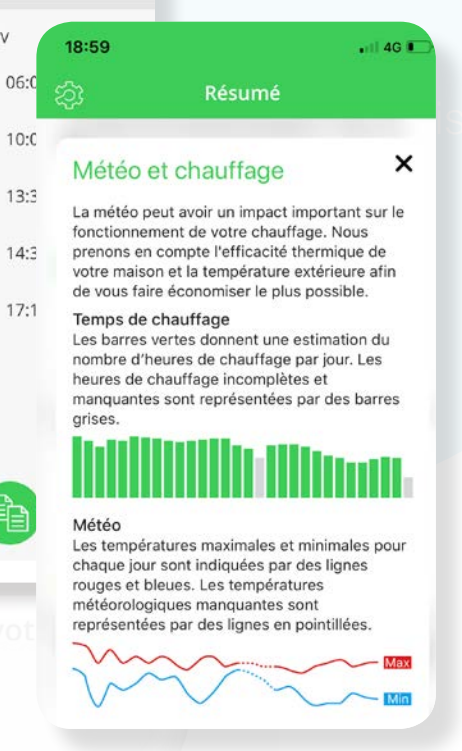 18:59
4G
Résumé
Météo et chauffage
La météo peut avoir un impact important sur le
fonctionnement de votre chauffage. Nous
prenons en compte l'efficacité thermique de
votre maison et la température extérieure afin
de vous faire économiser le plus possible.
Temps de chauffage
Les barres vertes donnent une estimation du
nombre d'heures de chauffage par jour. Les
heures de chauffage incomplètes et
manquantes sont représentées par des barres
grises.
Météo
Les températures maximales et minimales pour
chaque jour sont indiquées par des lignes
rouges et bleues. Les températures
météorologiques manquantes sont
représentées par des lignes en pointillées.
Max
Min